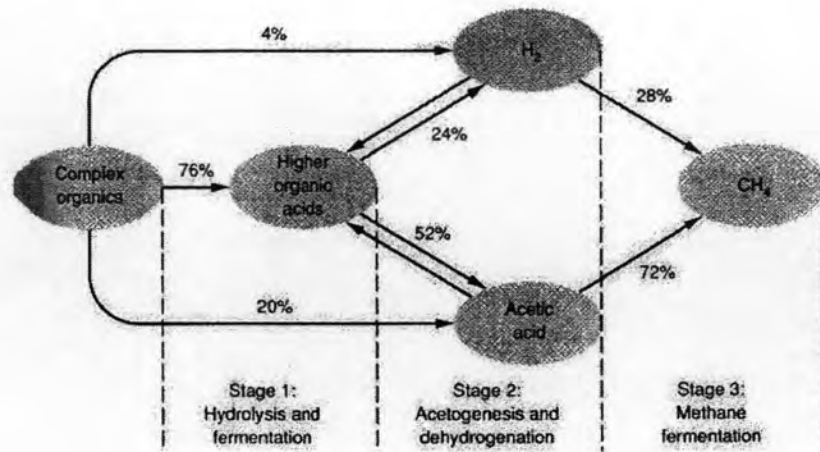 4%
H₂
28%
24%
Complex
organics
76%
Higher
organic
acids
CH₄
52%
72%
20%
Acetic
acid
Stage 1:
Hydrolysis and
fermentation
Stage 2:
Acetogenesis and
dehydrogenation
Stage 3:
Methane
fermentation